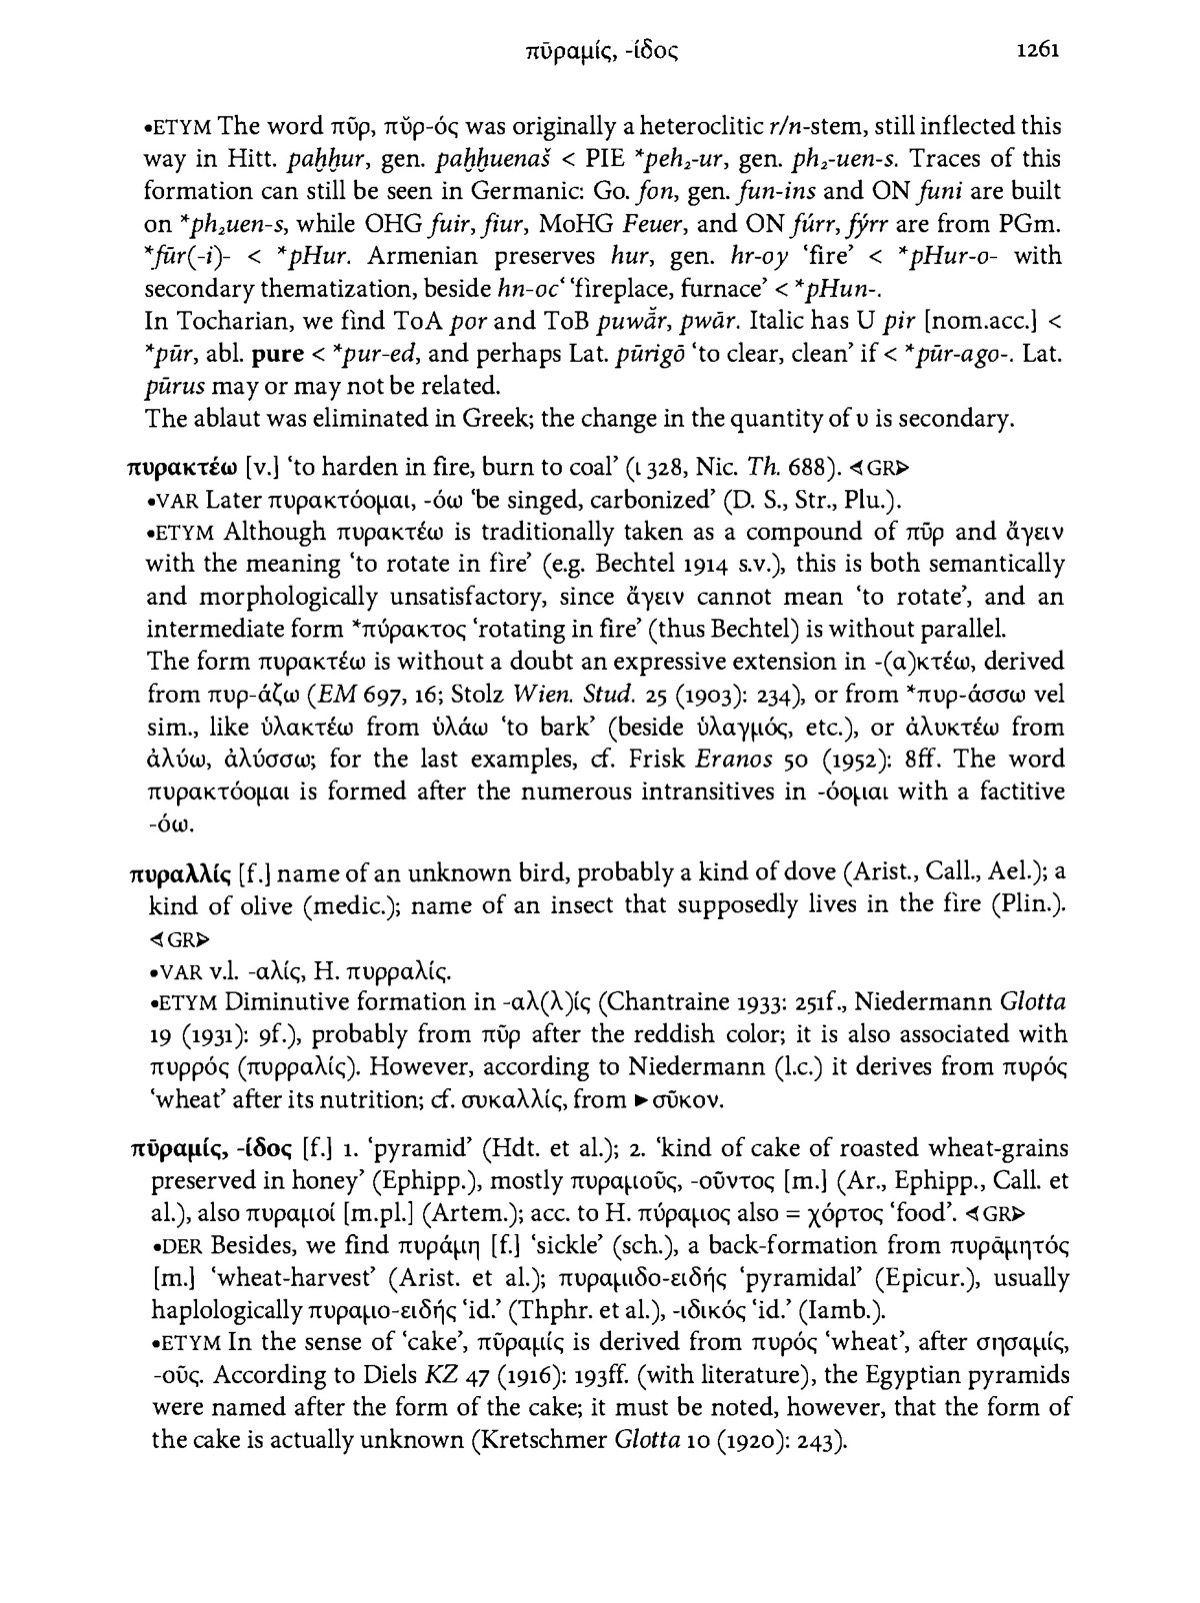 πῡραμίς, -ίδος 1261
•ETYM The word πῦρ, πῠρ-ός was originally a heteroclitic r/n-stem, still inflected this
way in Hitt. paḫḫur, gen. paḫḫuenaš < PIE *peh₂-ur, gen. ph₂-uen-s. Traces of this
formation can still be seen in Germanic: Go. fon, gen. fun-ins and ON funi are built
on *ph₂uen-s, while OHG fuir, fiur, MoHG Feuer, and ON fúrr, fýrr are from PGm.
*fūr(-i)- < *pHur. Armenian preserves hur, gen. hr-oy ‘fire’ < *pHur-o- with
secondary thematization, beside hn-oc‘ ‘fireplace, furnace’ < *pHun-.
In Tocharian, we find ToA por and ToB puwā̆r, pwār. Italic has U pir [nom.acc.] <
*pūr, abl. pure < *pur-ed, and perhaps Lat. pūrigō ‘to clear, clean’ if < *pūr-ago-. Lat.
pūrus may or may not be related.
The ablaut was eliminated in Greek; the change in the quantity of υ is secondary.
πυρακτέω [v.] ‘to harden in fire, burn to coal’ (ι 328, Nic. Th. 688). ⊲GR⊳
•VAR Later πυρακτόομαι, -όω ‘be singed, carbonized’ (D. S., Str., Plu.).
•ETYM Although πυρακτέω is traditionally taken as a compound of πῦρ and ἄγειν
with the meaning ‘to rotate in fire’ (e.g. Bechtel 1914 s.v.), this is both semantically
and morphologically unsatisfactory, since ἄγειν cannot mean ‘to rotate’, and an
intermediate form *πύρακτος ‘rotating in fire’ (thus Bechtel) is without parallel.
The form πυρακτέω is without a doubt an expressive extension in -(α)κτέω, derived
from πυρ-άζω (EM 697, 16; Stolz Wien. Stud. 25 (1903): 234), or from *πυρ-άσσω vel
sim., like ὑλακτέω from ὑλάω ‘to bark’ (beside ὑλαγμός, etc.), or ἀλυκτέω from
ἀλύω, ἀλύσσω; for the last examples, cf. Frisk Eranos 50 (1952): 8ff. The word
πυρακτόομαι is formed after the numerous intransitives in -όομαι with a factitive
-όω.
πυραλλίς [f.] name of an unknown bird, probably a kind of dove (Arist., Call., Ael.); a
kind of olive (medic.); name of an insect that supposedly lives in the fire (Plin.).
⊲GR⊳
•VAR v.l. -αλίς, H. πυρραλίς.
•ETYM Diminutive formation in -αλ(λ)ίς (Chantraine 1933: 251f., Niedermann Glotta
19 (1931): 9f.), probably from πῦρ after the reddish color; it is also associated with
πυρρός (πυρραλίς). However, according to Niedermann (l.c.) it derives from πυρός
‘wheat’ after its nutrition; cf. συκαλλίς, from ►σῦκον.
πῡραμίς, -ίδος [f.] 1. ‘pyramid’ (Hdt. et al.); 2. ‘kind of cake of roasted wheat-grains
preserved in honey’ (Ephipp.), mostly πυραμοῦς, -οῦντος [m.] (Ar., Ephipp., Call. et
al.), also πυραμοί [m.pl.] (Artem.); acc. to H. πύραμος also = χόρτος ‘food’. ⊲GR⊳
•DER Besides, we find πυράμη [f.] ‘sickle’ (sch.), a back-formation from πυρᾱμητός
[m.] ‘wheat-harvest’ (Arist. et al.); πυραμιδο-ειδής ‘pyramidal’ (Epicur.), usually
haplologically πυραμιο-ειδής ‘id.’ (Thphr. et al.), -ιδικός ‘id.’ (Iamb.).
•ETYM In the sense of ‘cake’, πῡραμίς is derived from πυρός ‘wheat’, after σησαμίς,
-οῦς. According to Diels KZ 47 (1916): 193ff. (with literature), the Egyptian pyramids
were named after the form of the cake; it must be noted, however, that the form of
the cake is actually unknown (Kretschmer Glotta 10 (1920): 243).